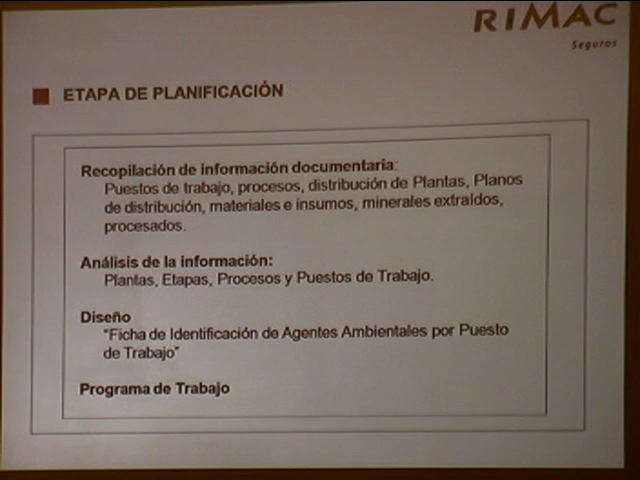 RIMAC
Seguros
ETAPA DE PLANIFICACIÓN
Recopilación de información documentaria:
Puestos de trabajo, procesos, distribución de Plantas, Planos
de distribución, materiales e insumos, minerales extraídos,
procesados.
Análisis de la información:
Plantas, Etapas, Procesos y Puestos de Trabajo.
Diseño
"Ficha de Identificación de Agentes Ambientales por Puesto
de Trabajo"
Programa de Trabajo